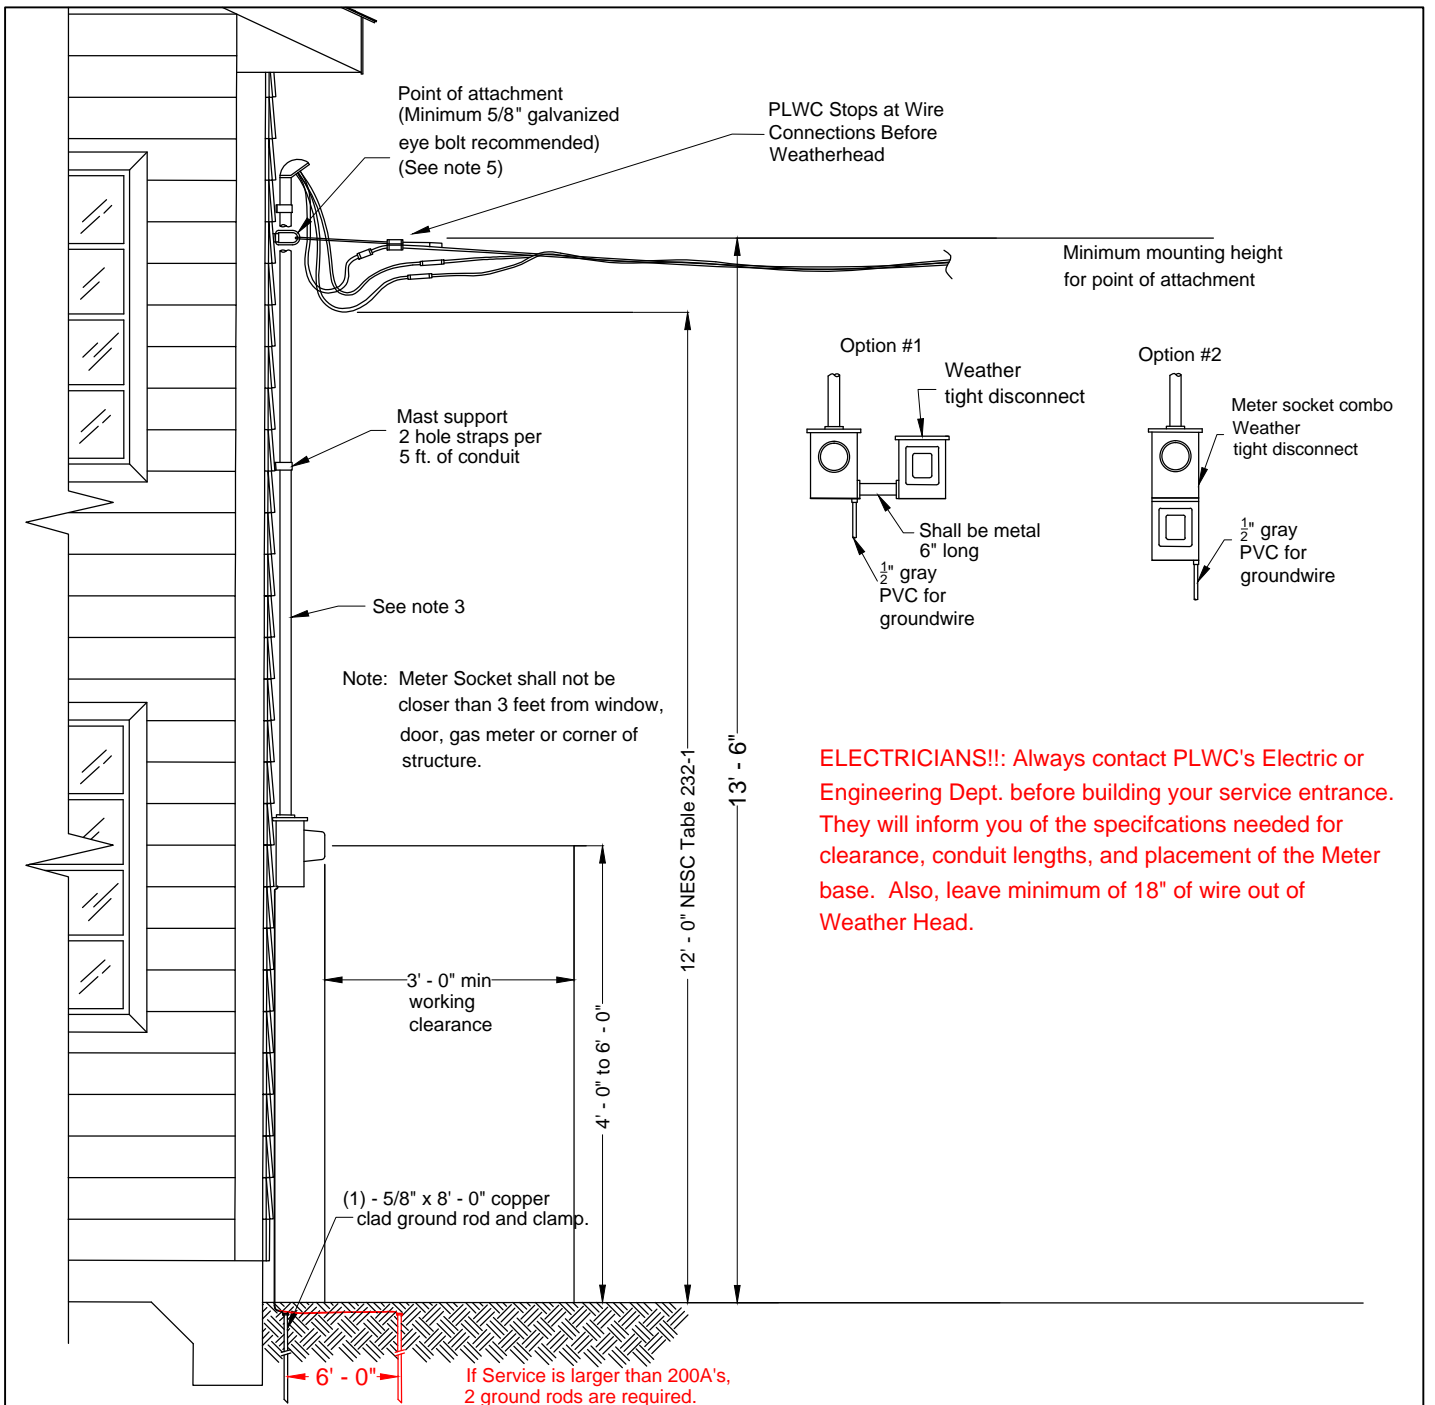 Point of attachment
(Minimum 5/8" galvanized
eye bolt recommended)
(See note 5)
PLWC Stops at Wire
Connections Before
Weatherhead
Minimum mounting height
for point of attachment
Option #1
Weather
tight disconnect
Shall be metal
6" long
1/2" gray
PVC for
groundwire
Option #2
Meter socket combo
Weather
tight disconnect
1/2" gray
PVC for
groundwire
Mast support
2 hole straps per
5 ft. of conduit
See note 3
Note: Meter Socket shall not be
closer than 3 feet from window,
door, gas meter or corner of
structure.
12' - 0" NESC Table 232-1
13' - 6"
ELECTRICIANS!!: Always contact PLWC's Electric or
Engineering Dept. before building your service entrance.
They will inform you of the specifcations needed for
clearance, conduit lengths, and placement of the Meter
base. Also, leave minimum of 18" of wire out of
Weather Head.
3' - 0" min
working
clearance
4' - 0" to 6' - 0"
(1) - 5/8" x 8' - 0" copper
clad ground rod and clamp.
6' - 0"
If Service is larger than 200A's,
2 ground rods are required.